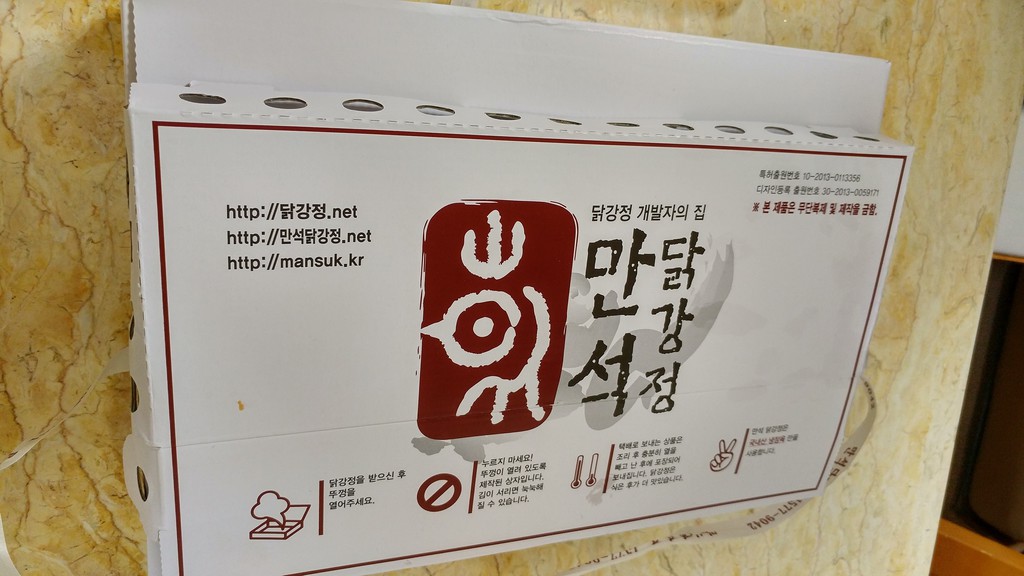 http://닭강정.net
http://만석닭강정.net
http://mansuk.kr
특허출원번호 10-2013-0113356
디자인등록 출원번호 30-2013-0059171
※ 본 제품은 무단복제 및 제작을 금함.
닭강정 개발자의 집
만석
닭강정
닭강정을 받으신 후
뚜껑을
열어주세요.
누르지 마세요!
뚜껑이 열려 있도록
제작된 상자입니다.
김이 서리면 눅눅해
질 수 있습니다.
택배로 보내는 상품은
조리 후 충분히 열을
빼고 난 후에 포장되어
보내집니다. 닭강정은
식은 후가 더 맛있습니다.
만석 닭강정은
국내산 냉장육 만을
사용합니다.
1577-9042